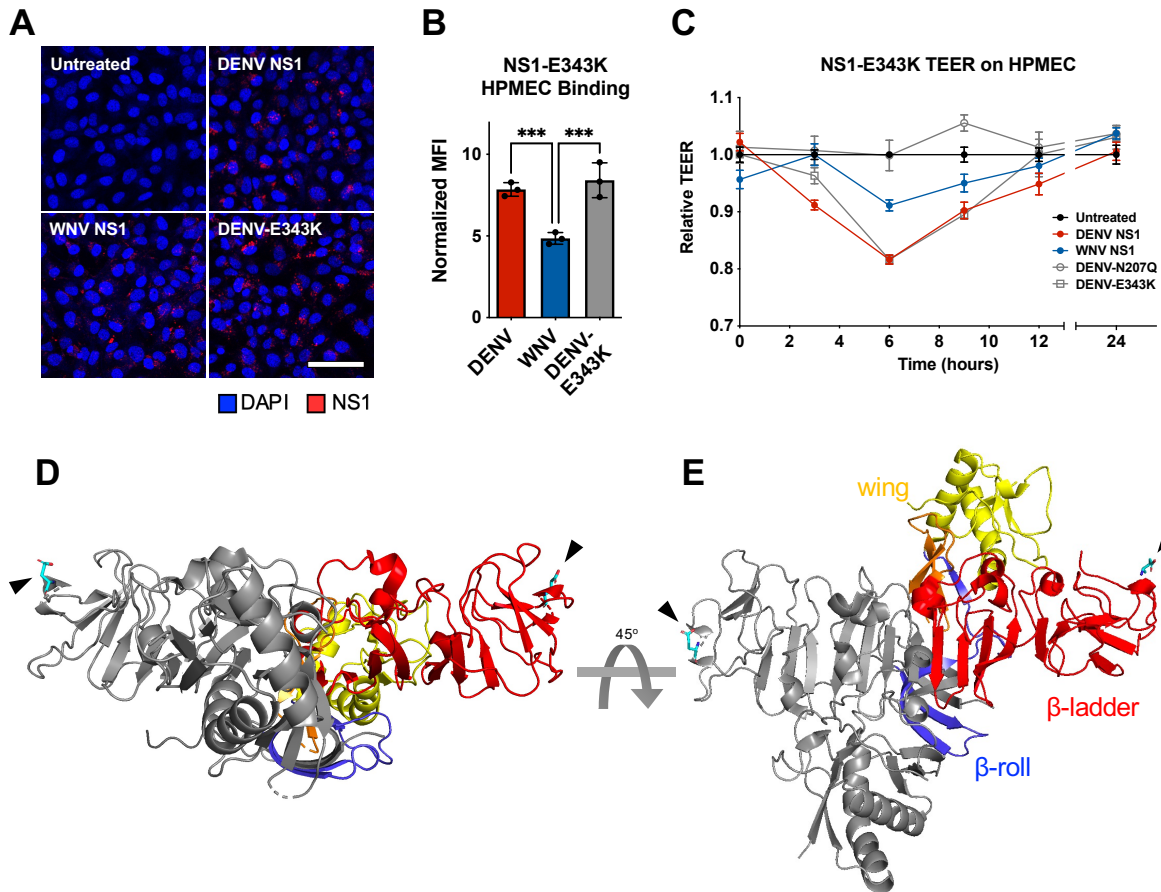 A
Untreated
DENV NS1
WNV NS1
DENV-E343K
DAPI
NS1
B
NS1-E343K
HPMEC Binding
***
***
Normalized MFI
10
5
0
DENV
WNV
DENV-
E343K
C
NS1-E343K TEER on HPMEC
Relative TEER
1.1
1.0
0.9
0.8
0.7
0
2
4
6
8
10
12
24
Time (hours)
Untreated
DENV NS1
WNV NS1
DENV-N207Q
DENV-E343K
D
45°
E
wing
β-ladder
β-roll